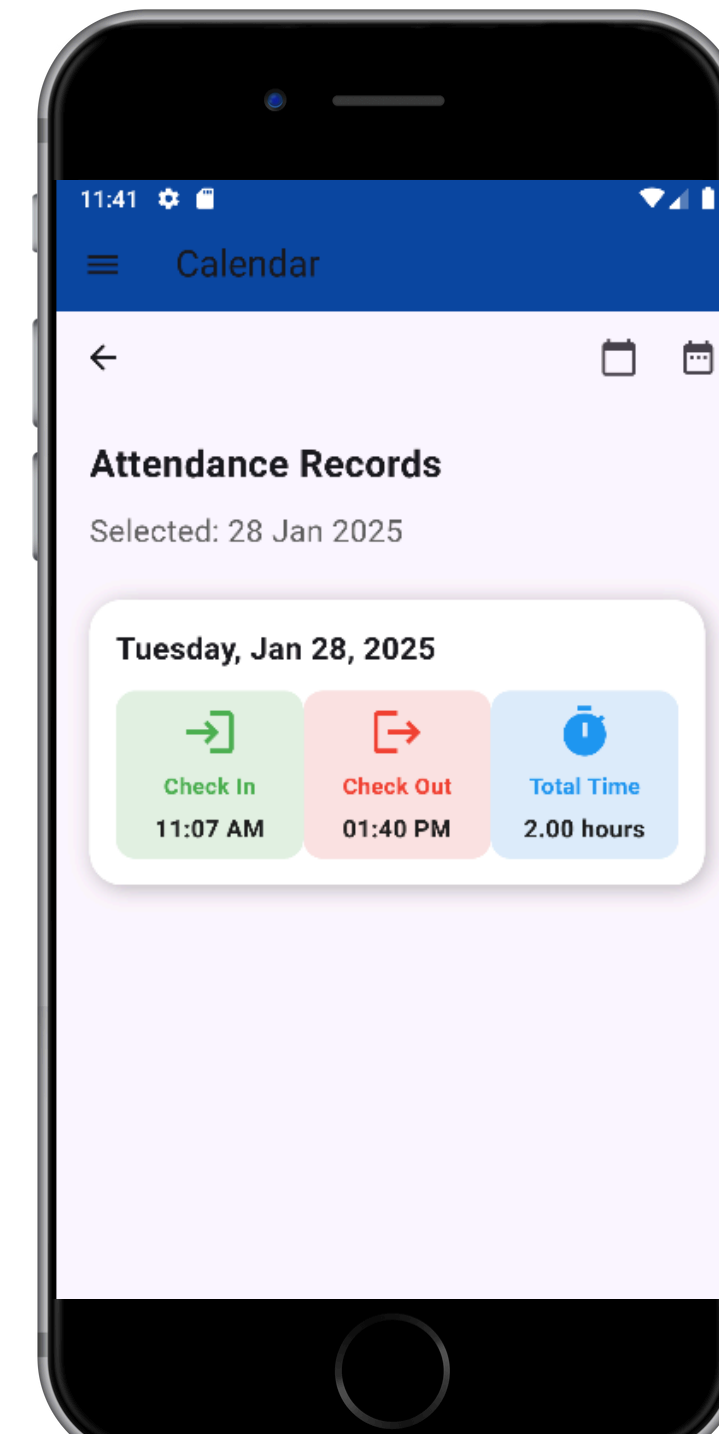 11:41
Calendar
Attendance Records
Selected: 28 Jan 2025
Tuesday, Jan 28, 2025
Check In Check Out Total Time
11:07 AM 01:40 PM 2.00 hours